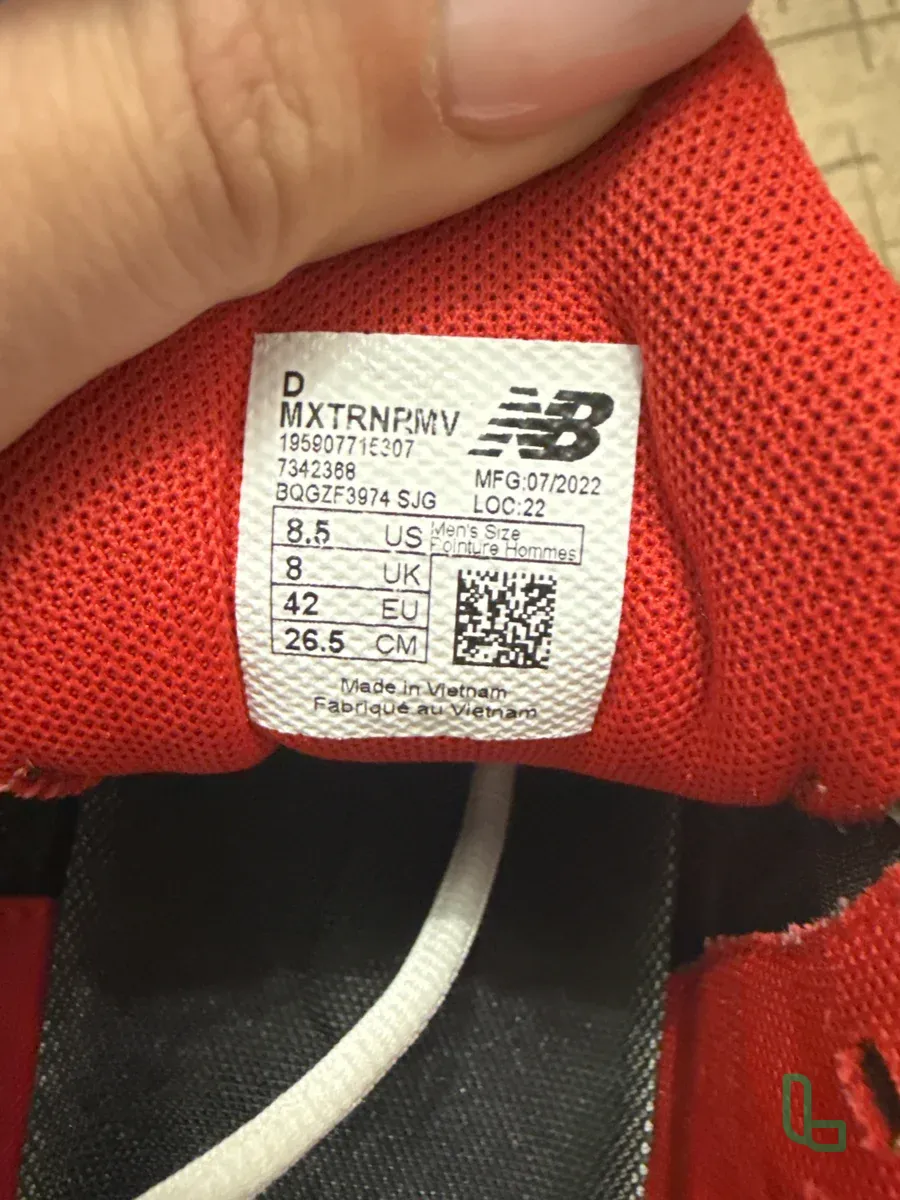 D
MXTRNRMV
NB
195907715307
7342368
MFG:07/2022
BQGZF3974 SJG
LOC:22
8.5 US
Men's Size
Pointure Hommes
8 UK
42 EU
26.5 CM
Made in Vietnam
Fabriqué au Vietnam